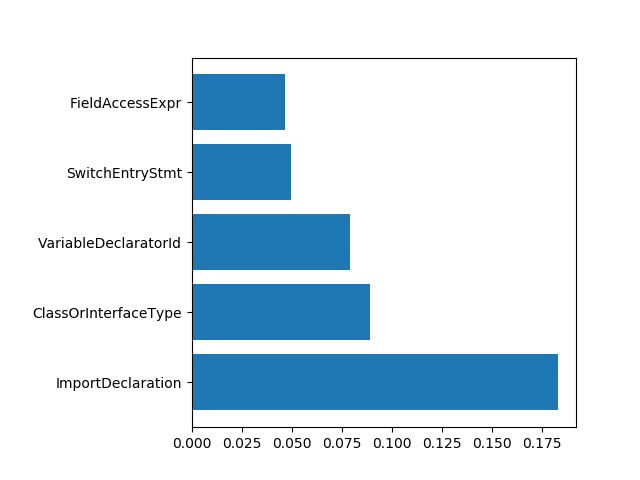 FieldAccessExpr
SwitchEntryStmt
VariableDeclaratorId
ClassOrInterfaceType
ImportDeclaration
0.000 0.025 0.050 0.075 0.100 0.125 0.150 0.175